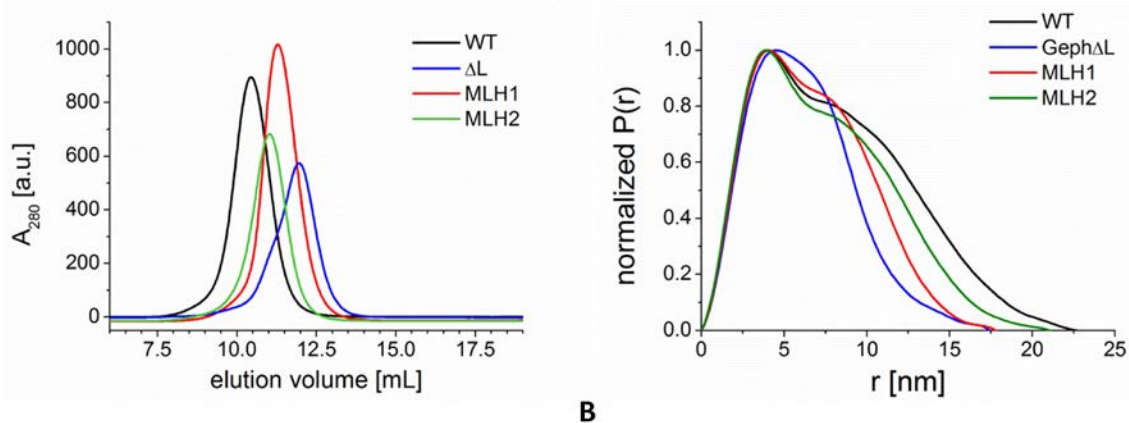 1000
800
600
400
200
0
A₂₈₀ [a.u.]
7.5 10.0 12.5 15.0 17.5
elution volume [mL]
WT
ΔL
MLH1
MLH2
1.0
0.8
0.6
0.4
0.2
0.0
normalized P(r)
0 5 10 15 20 25
r [nm]
WT
GephΔL
MLH1
MLH2
B